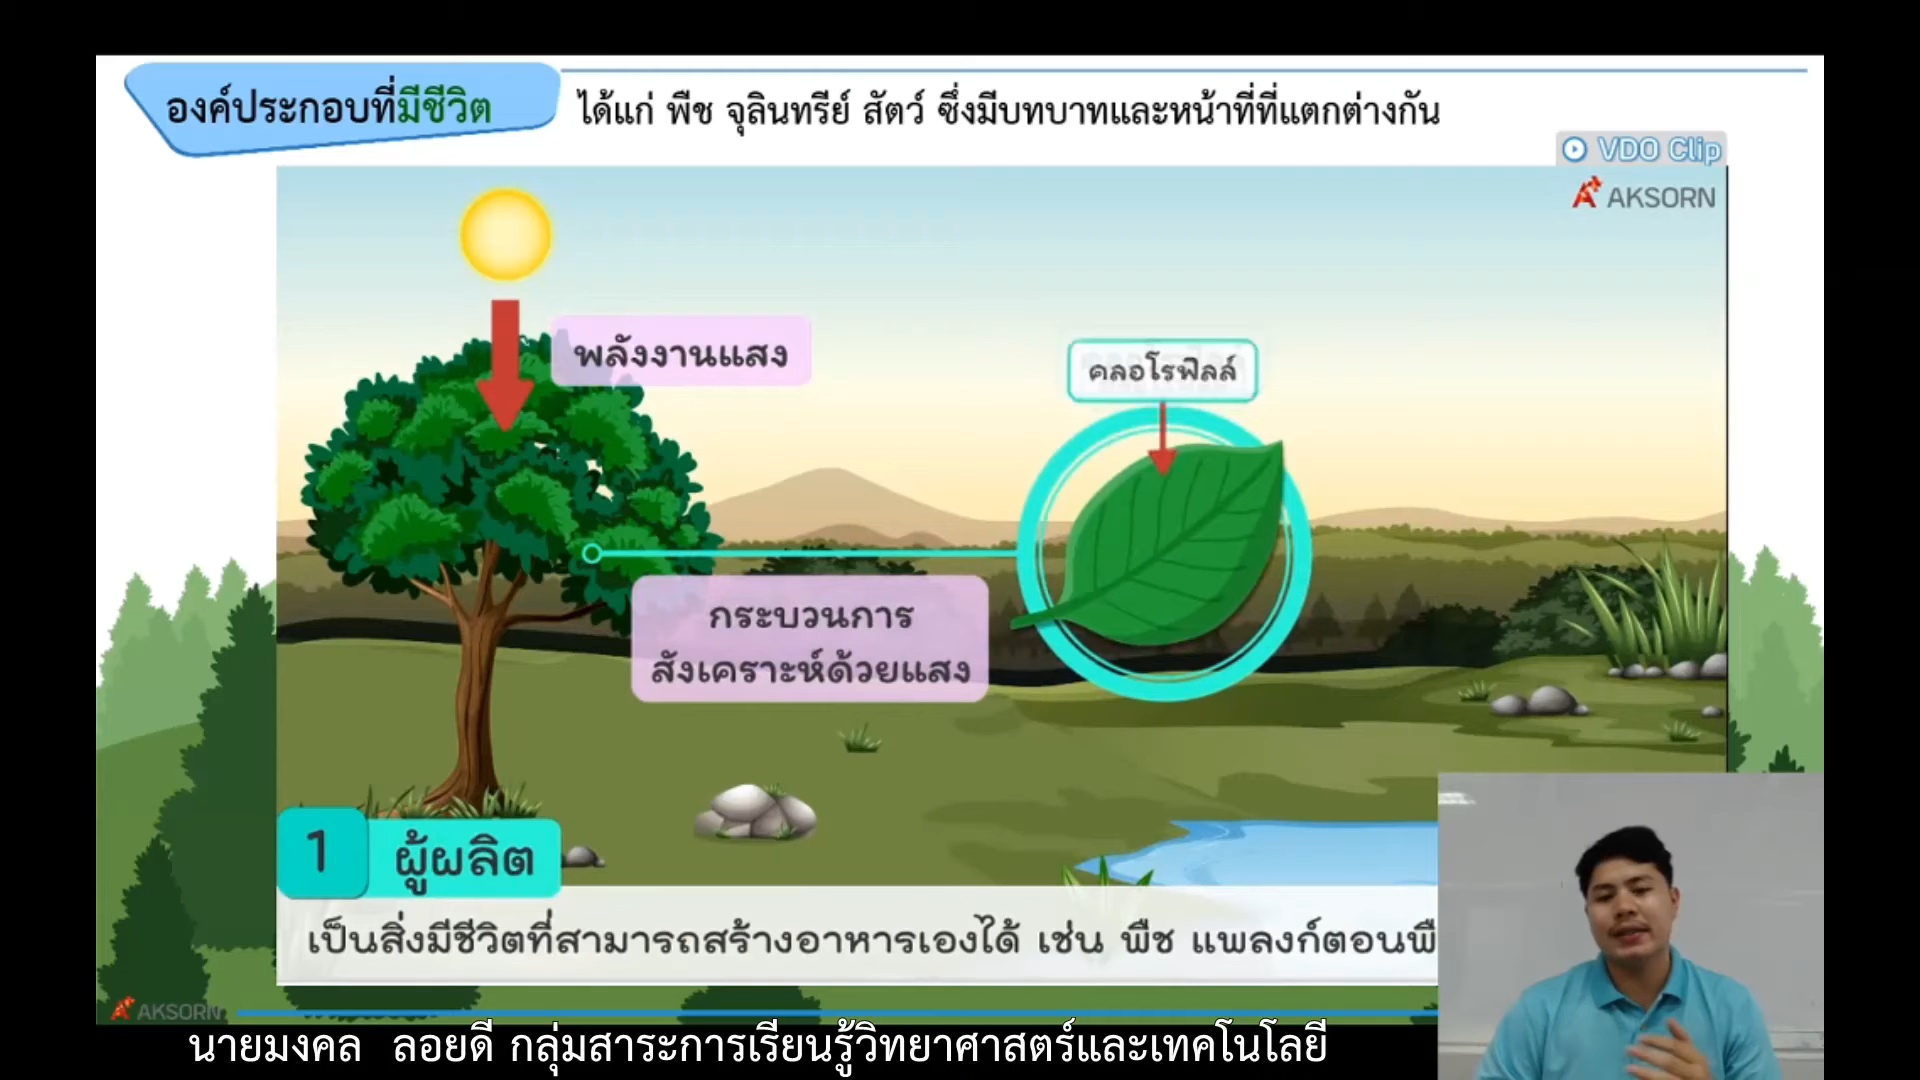 องค์ประกอบที่มีชีวิต
ได้แก่ พืช จุลินทรีย์ สัตว์ ซึ่งมีบทบาทและหน้าที่ที่แตกต่างกัน
VDO Clip
AKSORN
พลังงานแสง
คลอโรฟิลล์
กระบวนการ
สังเคราะห์ด้วยแสง
1 ผู้ผลิต
เป็นสิ่งมีชีวิตที่สามารถสร้างอาหารเองได้ เช่น พืช
AKSORN
นายมงคล ลอยดี กลุ่มสาระการเรียนรู้วิทยาศาสตร์และเทคโนโลยี